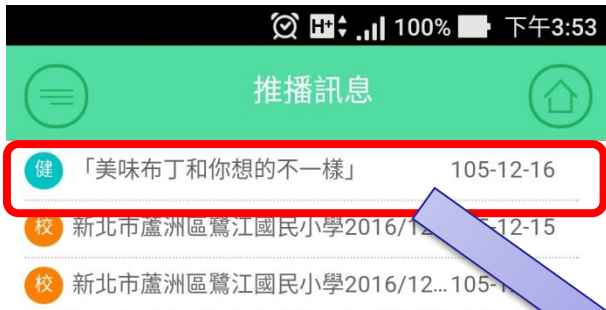 100% 下午3:53
推播訊息
健 「美味布丁和你想的不一樣」 105-12-16
校 新北市蘆洲區鷺江國民小學2016/12 -12-15
校 新北市蘆洲區鷺江國民小學2016/12…105-1